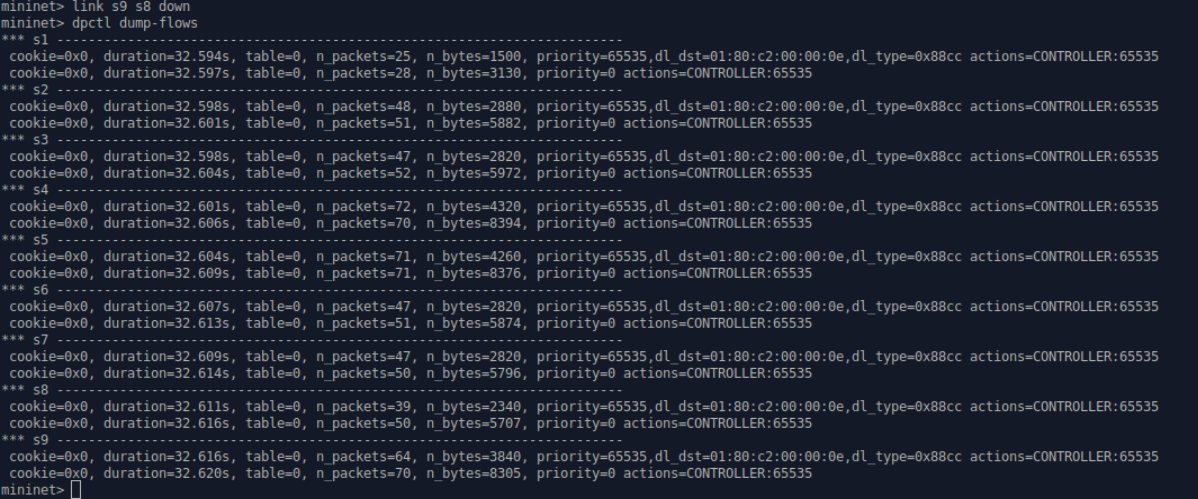 mininet> link s9 s8 down
mininet> dpctl dump-flows
*** s1 ------------------------------------------------------------------------
 cookie=0x0, duration=32.594s, table=0, n_packets=25, n_bytes=1500, priority=65535,dl_dst=01:80:c2:00:00:0e,dl_type=0x88cc actions=CONTROLLER:65535
 cookie=0x0, duration=32.597s, table=0, n_packets=28, n_bytes=3130, priority=0 actions=CONTROLLER:65535
*** s2 ------------------------------------------------------------------------
 cookie=0x0, duration=32.598s, table=0, n_packets=48, n_bytes=2880, priority=65535,dl_dst=01:80:c2:00:00:0e,dl_type=0x88cc actions=CONTROLLER:65535
 cookie=0x0, duration=32.601s, table=0, n_packets=51, n_bytes=5882, priority=0 actions=CONTROLLER:65535
*** s3 ------------------------------------------------------------------------
 cookie=0x0, duration=32.598s, table=0, n_packets=47, n_bytes=2820, priority=65535,dl_dst=01:80:c2:00:00:0e,dl_type=0x88cc actions=CONTROLLER:65535
 cookie=0x0, duration=32.604s, table=0, n_packets=52, n_bytes=5972, priority=0 actions=CONTROLLER:65535
*** s4 ------------------------------------------------------------------------
 cookie=0x0, duration=32.601s, table=0, n_packets=72, n_bytes=4320, priority=65535,dl_dst=01:80:c2:00:00:0e,dl_type=0x88cc actions=CONTROLLER:65535
 cookie=0x0, duration=32.606s, table=0, n_packets=70, n_bytes=8394, priority=0 actions=CONTROLLER:65535
*** s5 ------------------------------------------------------------------------
 cookie=0x0, duration=32.604s, table=0, n_packets=71, n_bytes=4260, priority=65535,dl_dst=01:80:c2:00:00:0e,dl_type=0x88cc actions=CONTROLLER:65535
 cookie=0x0, duration=32.609s, table=0, n_packets=71, n_bytes=8376, priority=0 actions=CONTROLLER:65535
*** s6 ------------------------------------------------------------------------
 cookie=0x0, duration=32.607s, table=0, n_packets=47, n_bytes=2820, priority=65535,dl_dst=01:80:c2:00:00:0e,dl_type=0x88cc actions=CONTROLLER:65535
 cookie=0x0, duration=32.613s, table=0, n_packets=51, n_bytes=5874, priority=0 actions=CONTROLLER:65535
*** s7 ------------------------------------------------------------------------
 cookie=0x0, duration=32.609s, table=0, n_packets=47, n_bytes=2820, priority=65535,dl_dst=01:80:c2:00:00:0e,dl_type=0x88cc actions=CONTROLLER:65535
 cookie=0x0, duration=32.614s, table=0, n_packets=50, n_bytes=5796, priority=0 actions=CONTROLLER:65535
*** s8 ------------------------------------------------------------------------
 cookie=0x0, duration=32.611s, table=0, n_packets=39, n_bytes=2340, priority=65535,dl_dst=01:80:c2:00:00:0e,dl_type=0x88cc actions=CONTROLLER:65535
 cookie=0x0, duration=32.616s, table=0, n_packets=50, n_bytes=5707, priority=0 actions=CONTROLLER:65535
*** s9 ------------------------------------------------------------------------
 cookie=0x0, duration=32.616s, table=0, n_packets=64, n_bytes=3840, priority=65535,dl_dst=01:80:c2:00:00:0e,dl_type=0x88cc actions=CONTROLLER:65535
 cookie=0x0, duration=32.620s, table=0, n_packets=70, n_bytes=8305, priority=0 actions=CONTROLLER:65535
mininet>